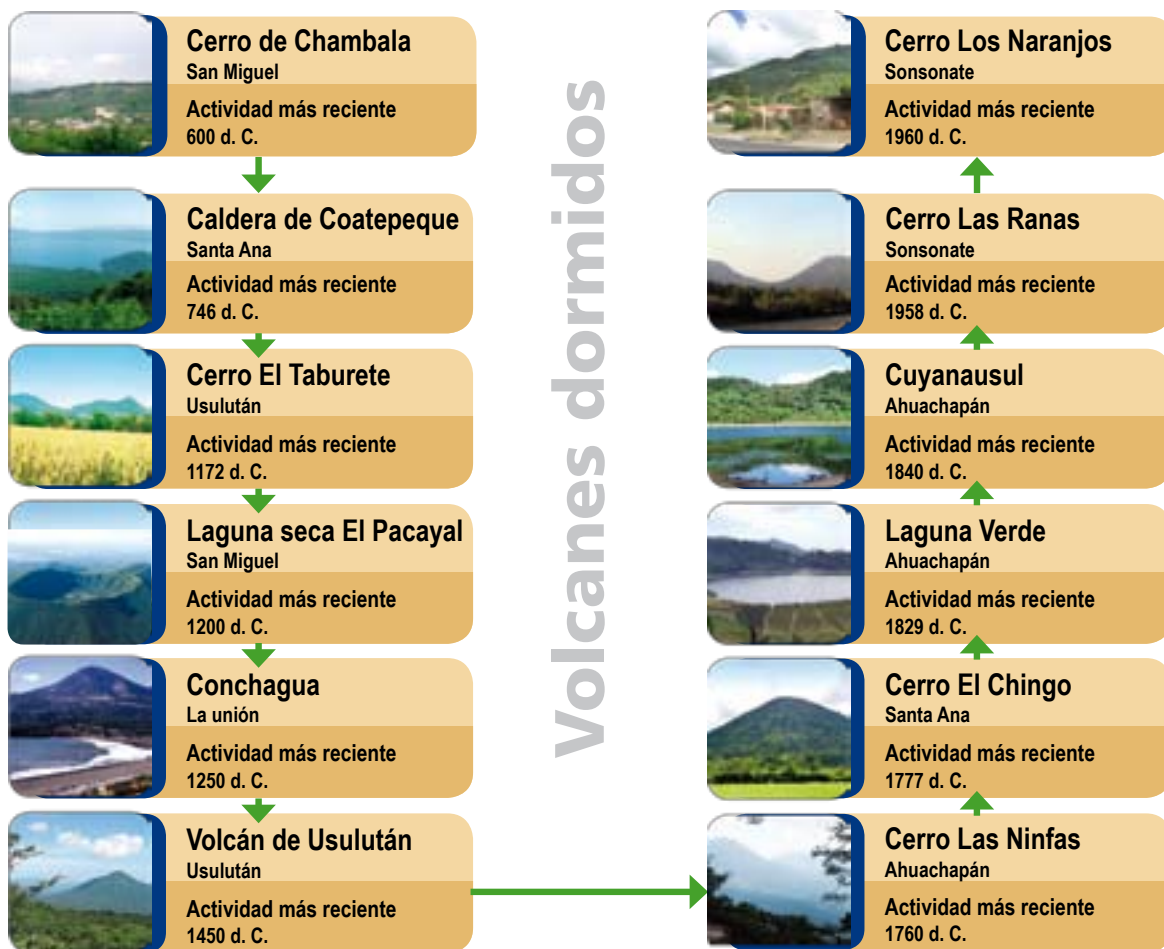 Cerro de Chambala
San Miguel
Actividad más reciente
600 d. C.
Caldera de Coatepeque
Santa Ana
Actividad más reciente
746 d. C.
Cerro El Taburete
Usulután
Actividad más reciente
1172 d. C.
Laguna seca El Pacayal
San Miguel
Actividad más reciente
1200 d. C.
Conchagua
La unión
Actividad más reciente
1250 d. C.
Volcán de Usulután
Usulután
Actividad más reciente
1450 d. C.
Volcanes dormidos
Cerro Las Ninfas
Ahuachapán
Actividad más reciente
1760 d. C.
Cerro El Chingo
Santa Ana
Actividad más reciente
1777 d. C.
Laguna Verde
Ahuachapán
Actividad más reciente
1829 d. C.
Cuyanausul
Ahuachapán
Actividad más reciente
1840 d. C.
Cerro Las Ranas
Sonsonate
Actividad más reciente
1958 d. C.
Cerro Los Naranjos
Sonsonate
Actividad más reciente
1960 d. C.